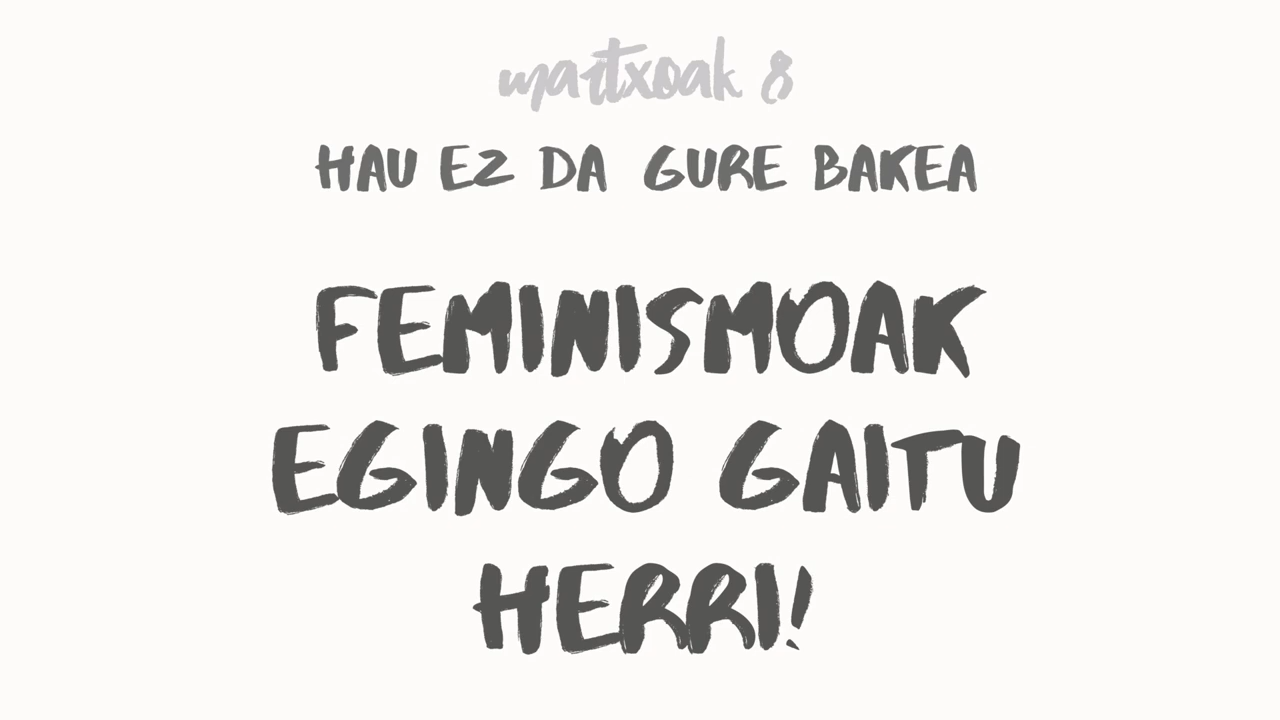 martxoak 8
HAU EZ DA GURE BAKEA
FEMINISMOAK
EGINGO GAITU
HERRI!